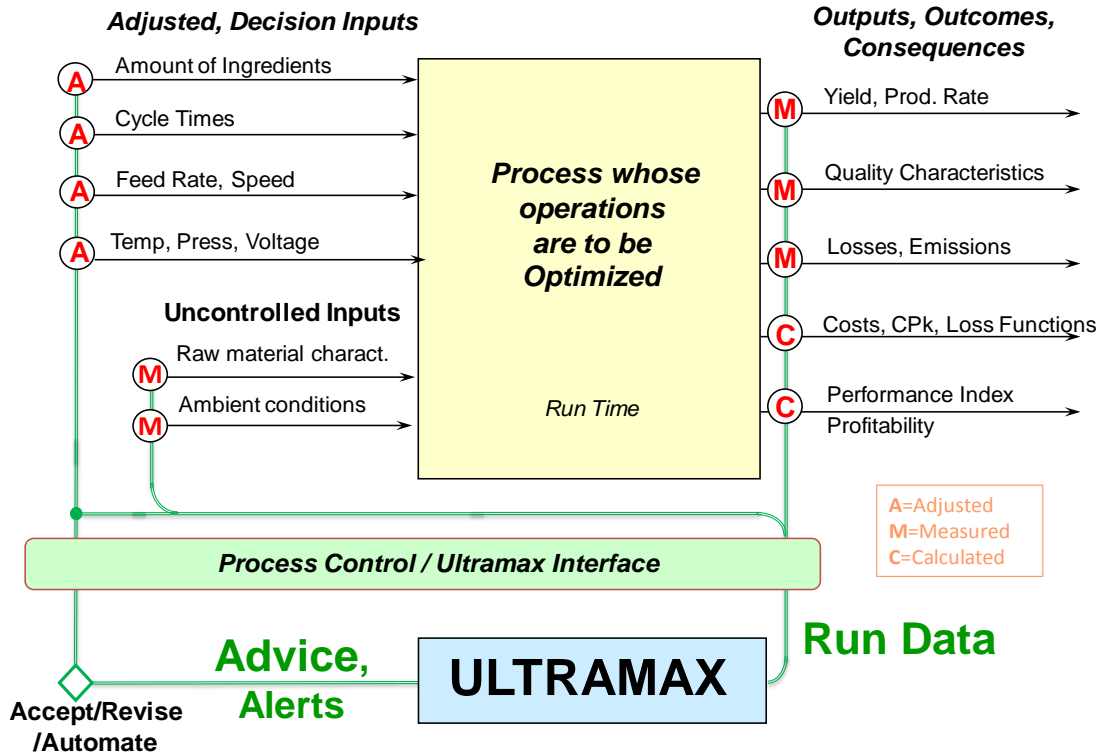 Adjusted, Decision Inputs
A
Amount of Ingredients
A
Cycle Times
A
Feed Rate, Speed
A
Temp, Press, Voltage
Uncontrolled Inputs
M
Raw material charact.
M
Ambient conditions
Process whose
operations
are to be
Optimized
Run Time
Outputs, Outcomes,
Consequences
M
Yield, Prod. Rate
M
Quality Characteristics
M
Losses, Emissions
C
Costs, CPk, Loss Functions
C
Performance Index
Profitability
A=Adjusted
M=Measured
C=Calculated
Process Control / Ultramax Interface
Run Data
Advice,
Alerts
ULTRAMAX
Accept/Revise
/Automate